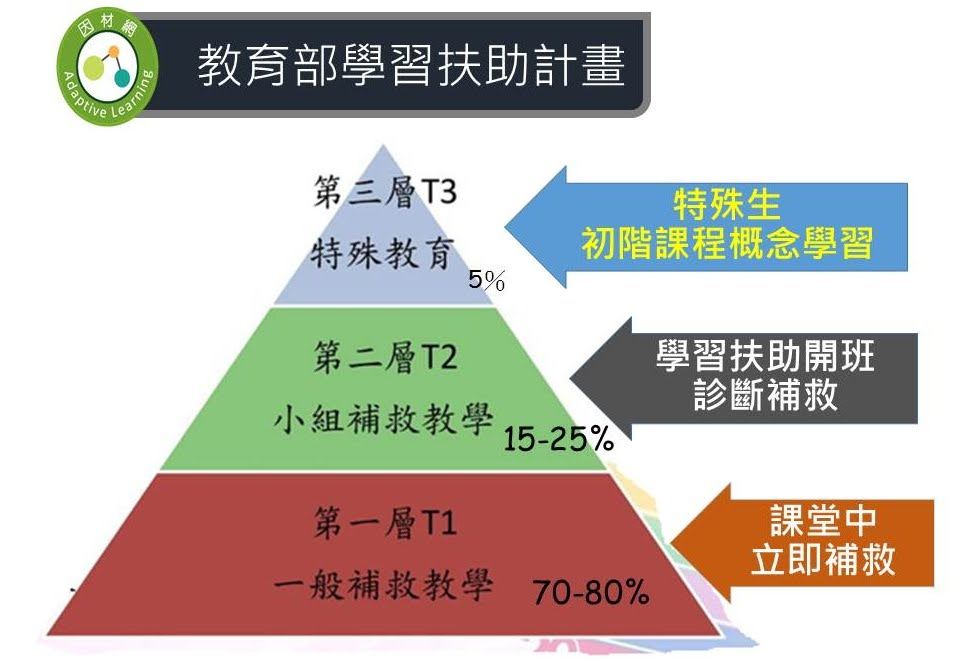 因材網
Adaptive Learning
教育部學習扶助計畫
第三層T3
特殊教育
5%
特殊生
初階課程概念學習
第二層T2
小組補救教學
15-25%
學習扶助開班
診斷補救
第一層T1
一般補救教學
70-80%
課堂中
立即補救